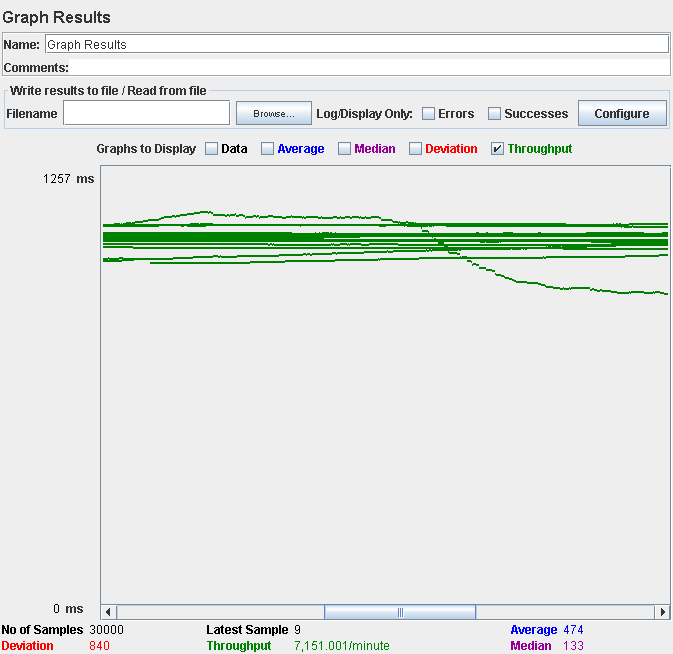 Graph Results
Name: Graph Results
Comments:
Write results to file / Read from file
Filename Browse... Log/Display Only: Errors Successes Configure
Graphs to Display Data Average Median Deviation Throughput
1257 ms
0 ms
No of Samples 30000 Latest Sample 9 Average 474
Deviation 840 Throughput 7,151.001/minute Median 133